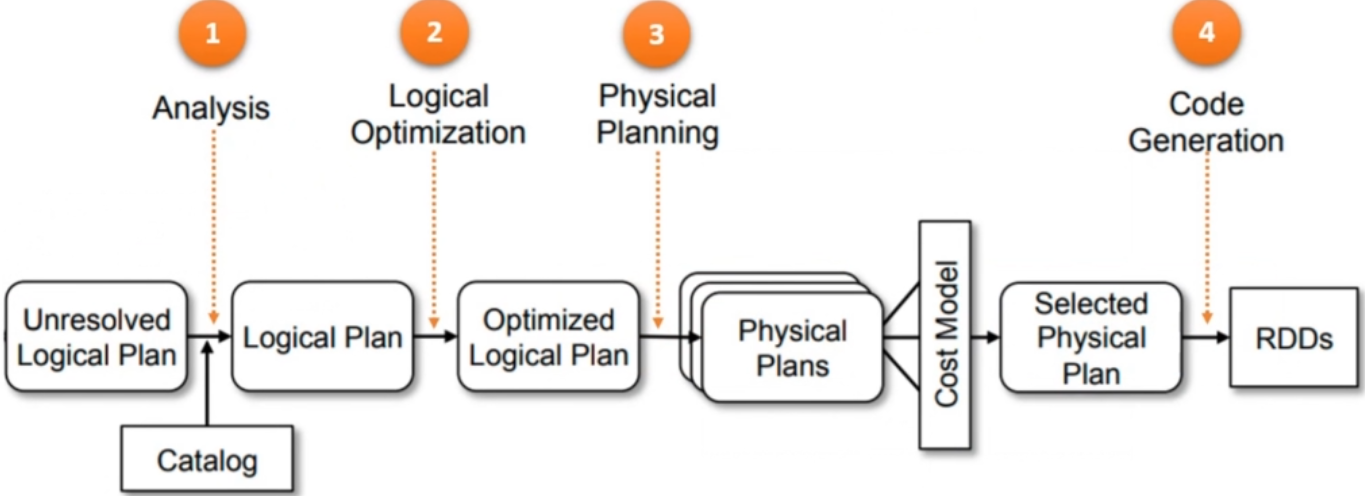 1
Analysis
2
Logical
Optimization
3
Physical
Planning
4
Code
Generation
Unresolved
Logical Plan
Logical Plan
Optimized
Logical Plan
Physical
Plans
Cost Model
Selected
Physical
Plan
RDDs
Catalog